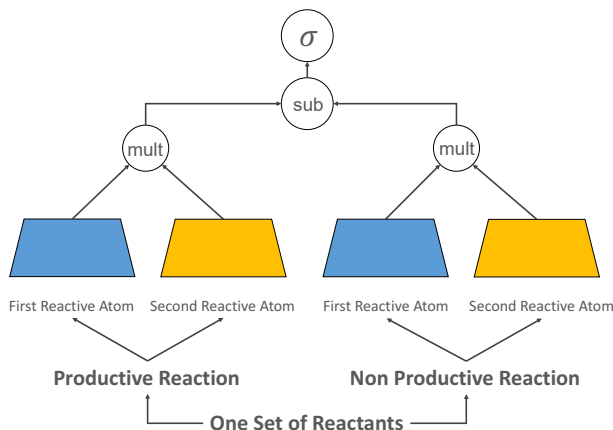 σ
sub
mult mult
First Reactive Atom Second Reactive Atom First Reactive Atom Second Reactive Atom
Productive Reaction Non Productive Reaction
One Set of Reactants